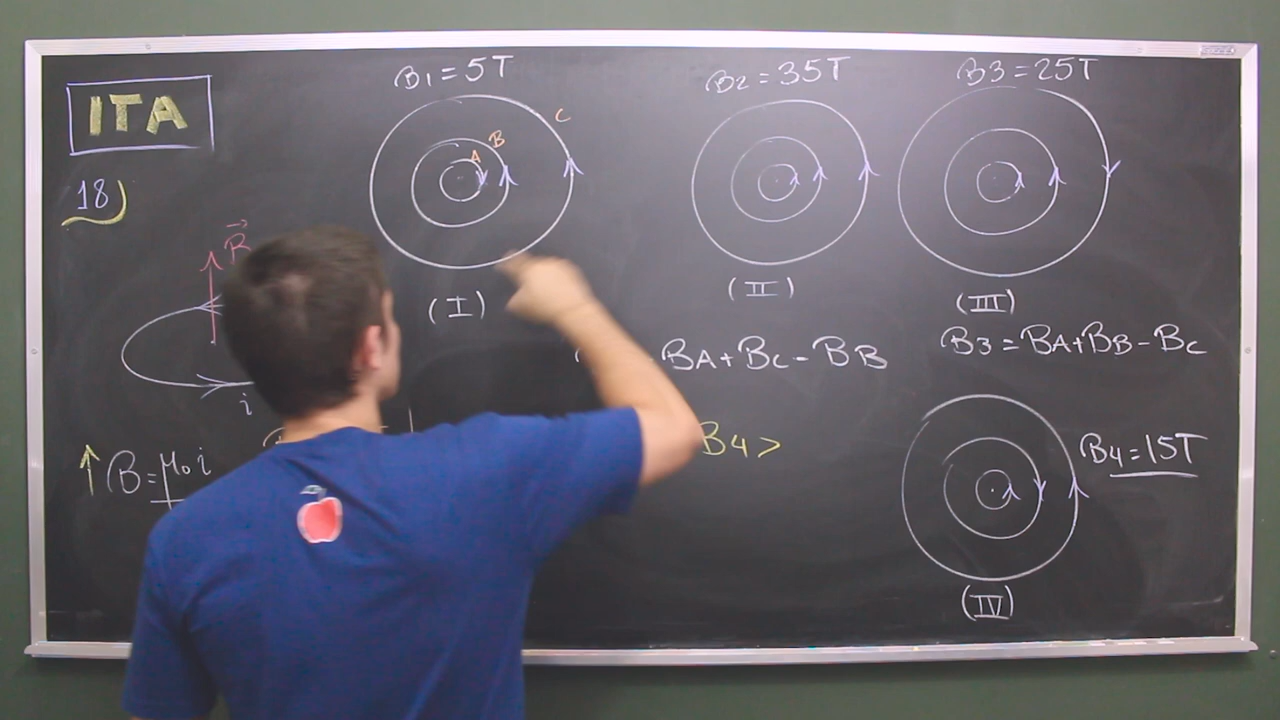 ITA
18)
B1=5T
A
B
C
(I)
B2=35T
(II)
B3=25T
(III)
R
i
↑ B=μ0i
BA+BC-BB
B3=BA+BB-BC
B4>
B4=15T
(IV)